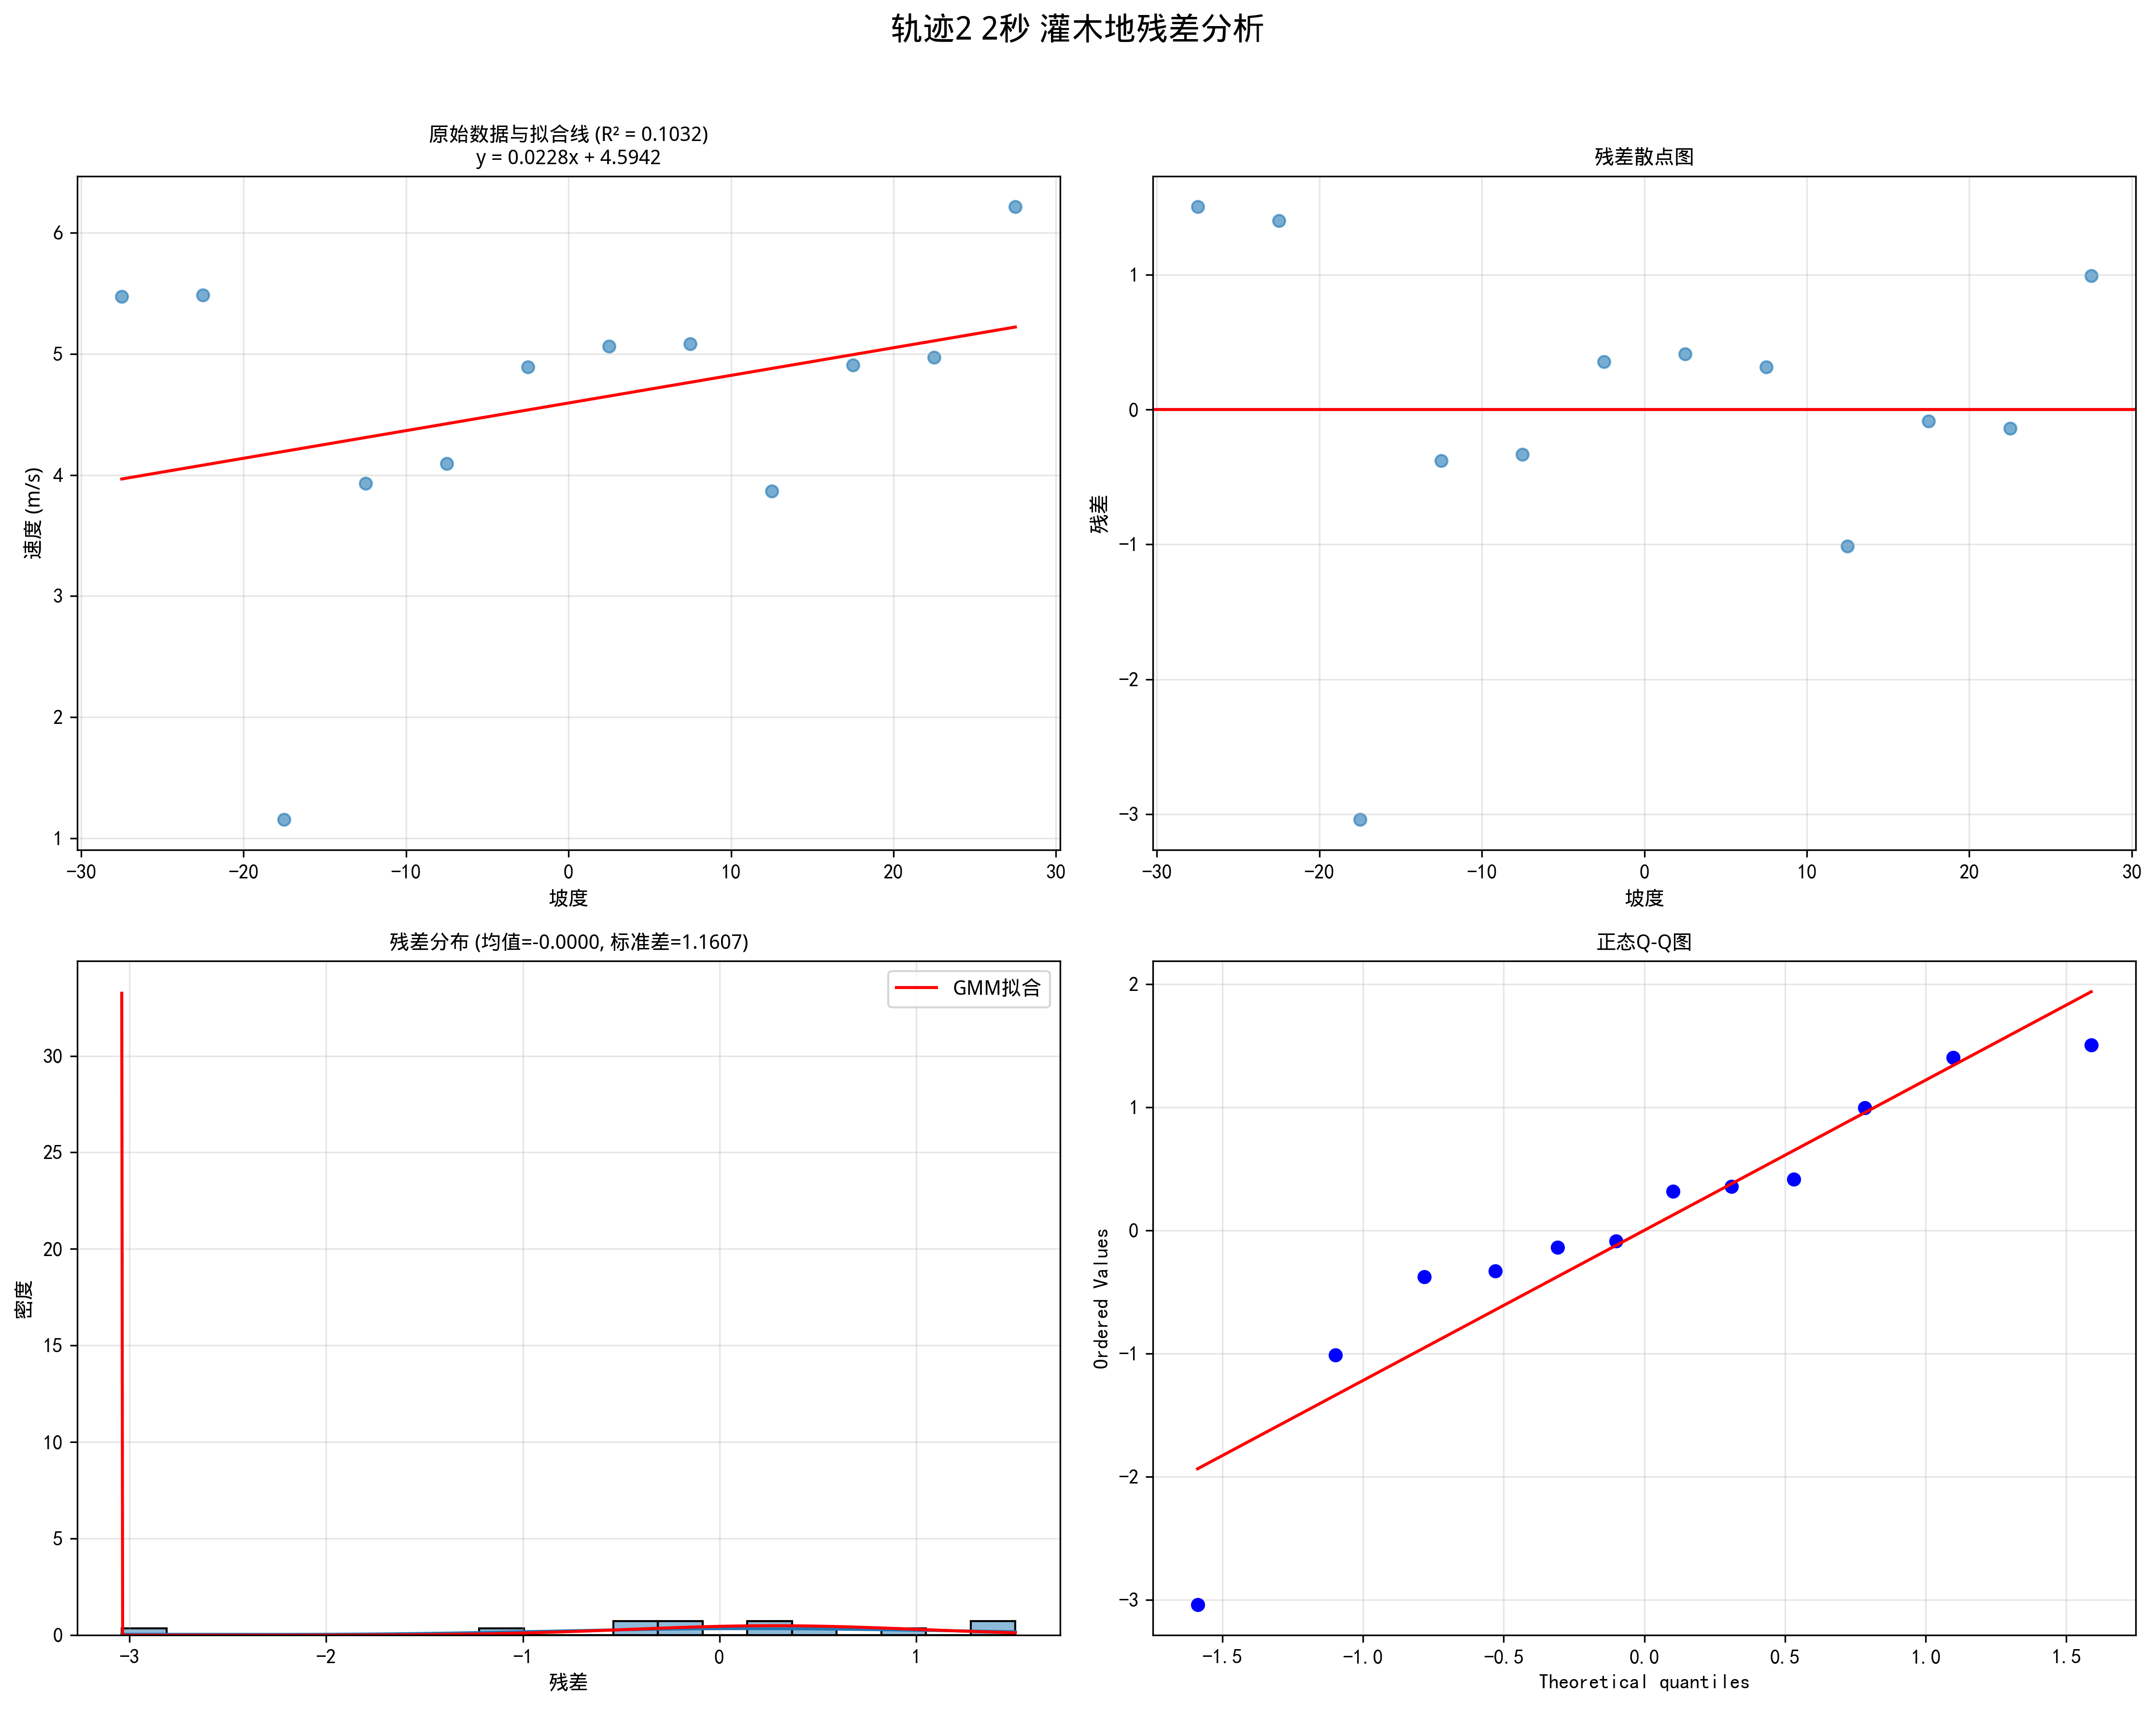 轨迹2 2秒 灌木地残差分析
原始数据与拟合线 (R² = 0.1032)
y = 0.0228x + 4.5942
速度 (m/s)
6
5
4
3
2
1
−30 −20 −10 0 10 20 30
坡度
残差散点图
残差
1
0
−1
−2
−3
−30 −20 −10 0 10 20 30
坡度
残差分布 (均值=-0.0000, 标准差=1.1607)
GMM拟合
密度
30
25
20
15
10
5
0
−3 −2 −1 0 1
残差
正态Q-Q图
Ordered Values
2
1
0
−1
−2
−3
−1.5 −1.0 −0.5 0.0 0.5 1.0 1.5
Theoretical quantiles